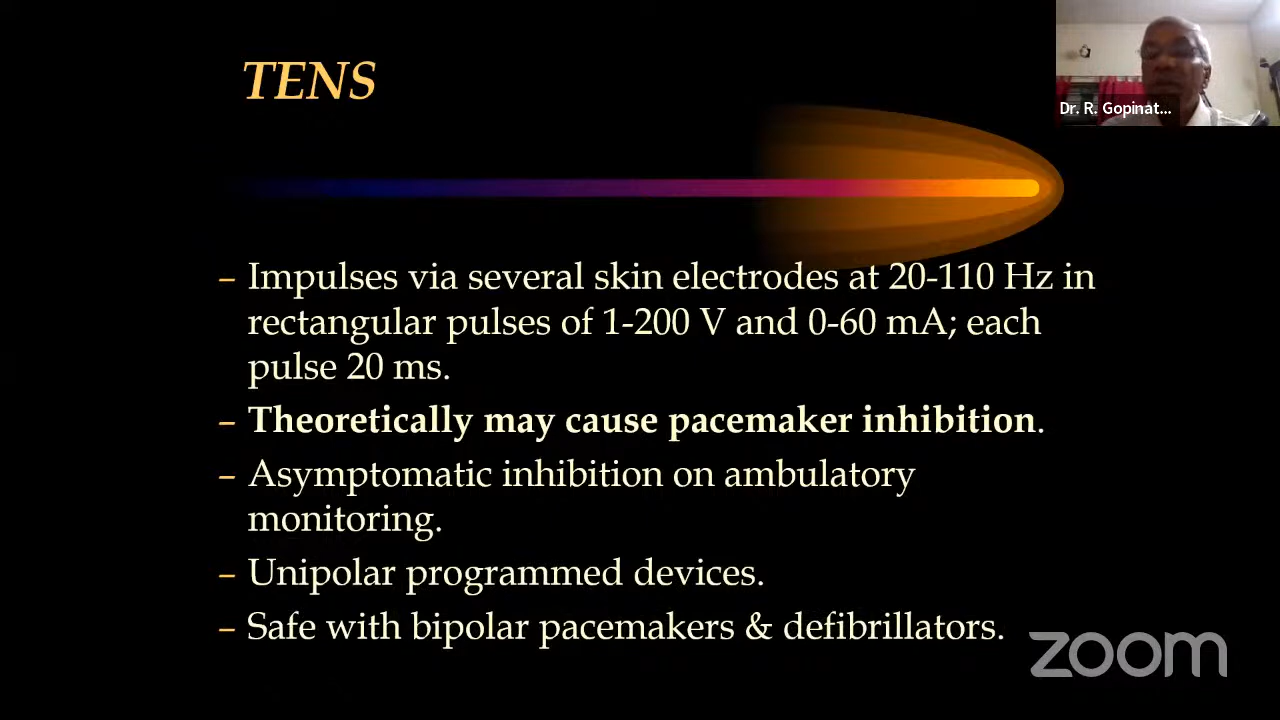 TENS
Dr. R. Gopinat...
– Impulses via several skin electrodes at 20-110 Hz in
rectangular pulses of 1-200 V and 0-60 mA; each
pulse 20 ms.
– Theoretically may cause pacemaker inhibition.
– Asymptomatic inhibition on ambulatory
monitoring.
– Unipolar programmed devices.
– Safe with bipolar pacemakers & defibrillators.
zoom